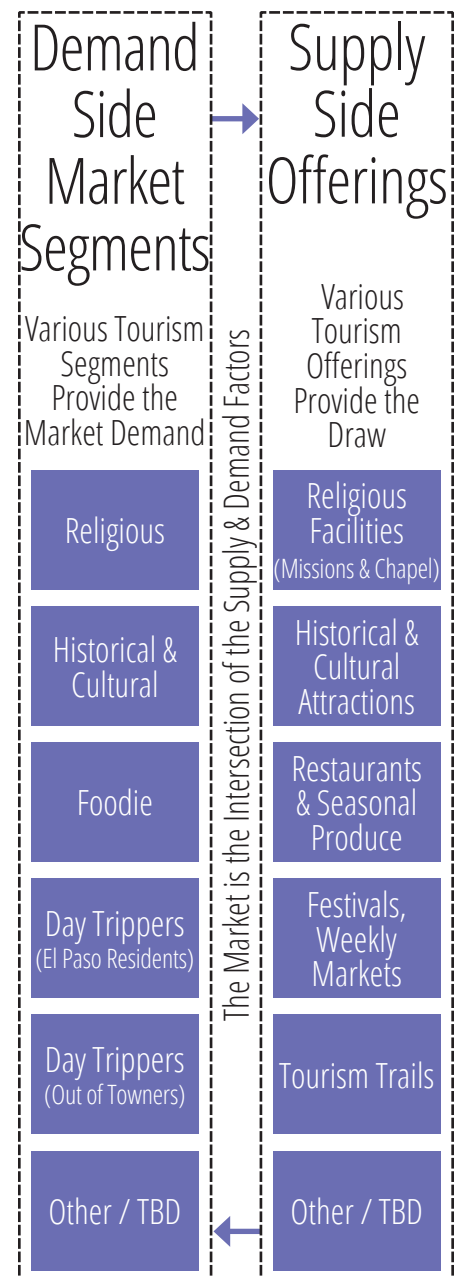 Demand
Side
Market
Segments
Various Tourism
Segments
Provide the
Market Demand
Religious
Historical &
Cultural
Foodie
Day Trippers
(El Paso Residents)
Day Trippers
(Out of Towners)
Other / TBD
The Market is the Intersection of the Supply & Demand Factors
Supply
Side
Offerings
Various
Tourism
Offerings
Provide the
Draw
Religious
Facilities
(Missions & Chapel)
Historical &
Cultural
Attractions
Restaurants
& Seasonal
Produce
Festivals,
Weekly
Markets
Tourism Trails
Other / TBD